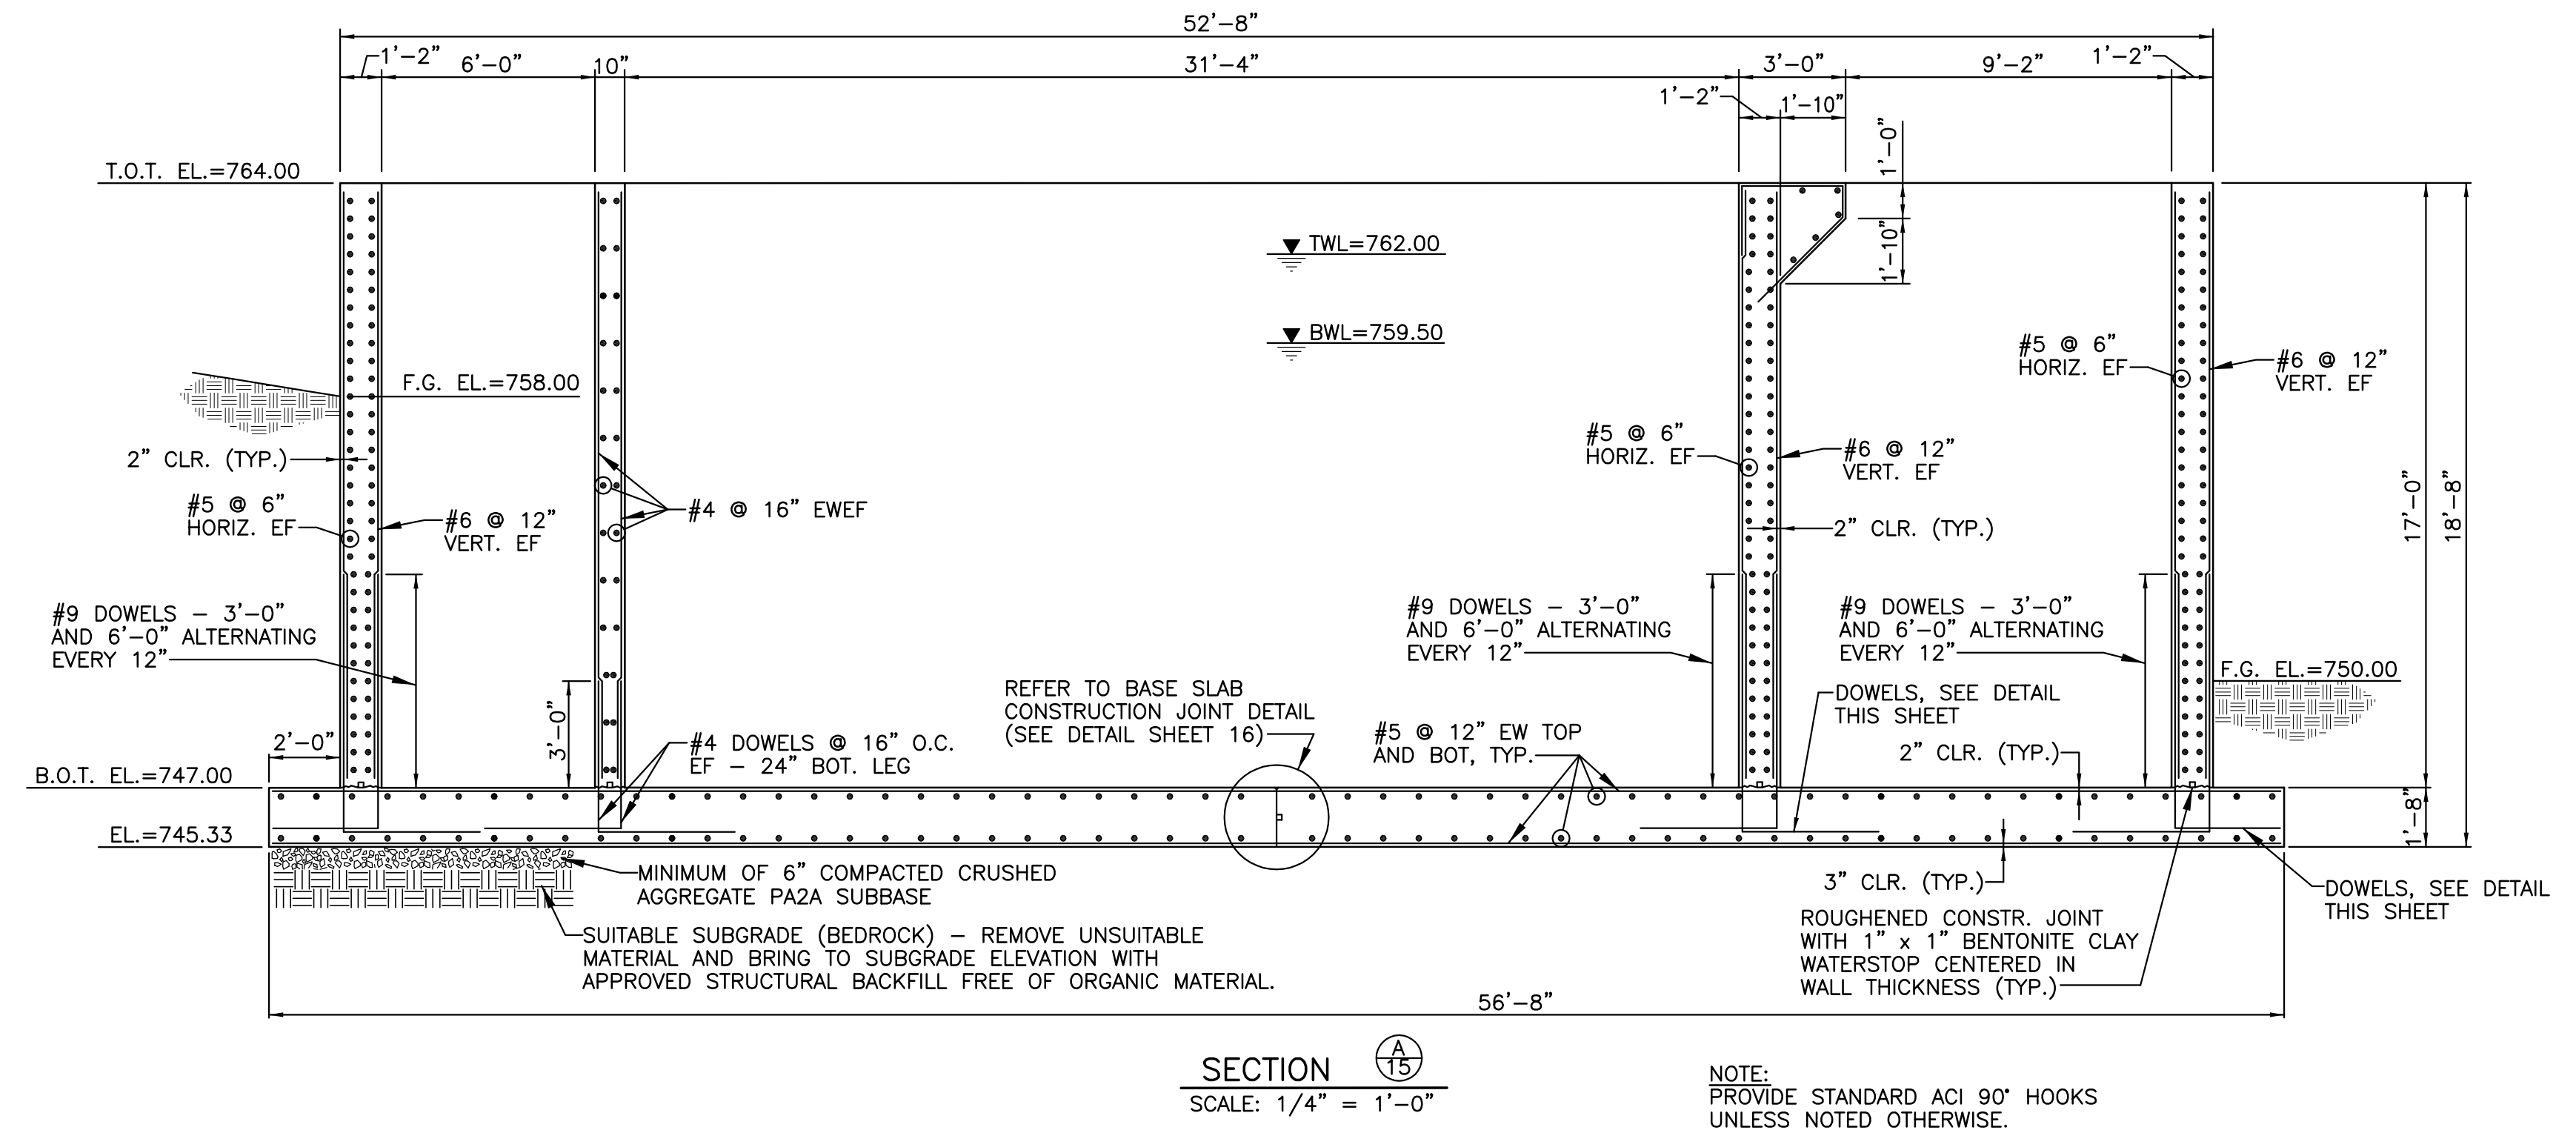 52’–8”
1’–2”
6’–0”
10”
31’–4”
3’–0”
9’–2”
1’–2”
1’–2”
1’–10”
1’–0”
1’–10”
T.O.T. EL.=764.00
TWL=762.00
BWL=759.50
F.G. EL.=758.00
2” CLR. (TYP.)
#5 @ 6”
HORIZ. EF
#6 @ 12”
VERT. EF
#4 @ 16” EWEF
#5 @ 6”
HORIZ. EF
#6 @ 12”
VERT. EF
2” CLR. (TYP.)
#5 @ 6”
HORIZ. EF
#6 @ 12”
VERT. EF
17’–0”
18’–8”
#9 DOWELS – 3’–0”
AND 6’–0” ALTERNATING
EVERY 12”
#9 DOWELS – 3’–0”
AND 6’–0” ALTERNATING
EVERY 12”
#9 DOWELS – 3’–0”
AND 6’–0” ALTERNATING
EVERY 12”
F.G. EL.=750.00
3’–0”
2’–0”
REFER TO BASE SLAB
CONSTRUCTION JOINT DETAIL
(SEE DETAIL SHEET 16)
DOWELS, SEE DETAIL
THIS SHEET
#4 DOWELS @ 16” O.C.
EF – 24” BOT. LEG
#5 @ 12” EW TOP
AND BOT, TYP.
2” CLR. (TYP.)
B.O.T. EL.=747.00
EL.=745.33
1’–8”
MINIMUM OF 6” COMPACTED CRUSHED
AGGREGATE PA2A SUBBASE
3” CLR. (TYP.)
DOWELS, SEE DETAIL
THIS SHEET
SUITABLE SUBGRADE (BEDROCK) – REMOVE UNSUITABLE
MATERIAL AND BRING TO SUBGRADE ELEVATION WITH
APPROVED STRUCTURAL BACKFILL FREE OF ORGANIC MATERIAL.
ROUGHENED CONSTR. JOINT
WITH 1” x 1” BENTONITE CLAY
WATERSTOP CENTERED IN
WALL THICKNESS (TYP.)
56’–8”
SECTION
A
15
SCALE: 1/4” = 1’–0”
NOTE:
PROVIDE STANDARD ACI 90° HOOKS
UNLESS NOTED OTHERWISE.